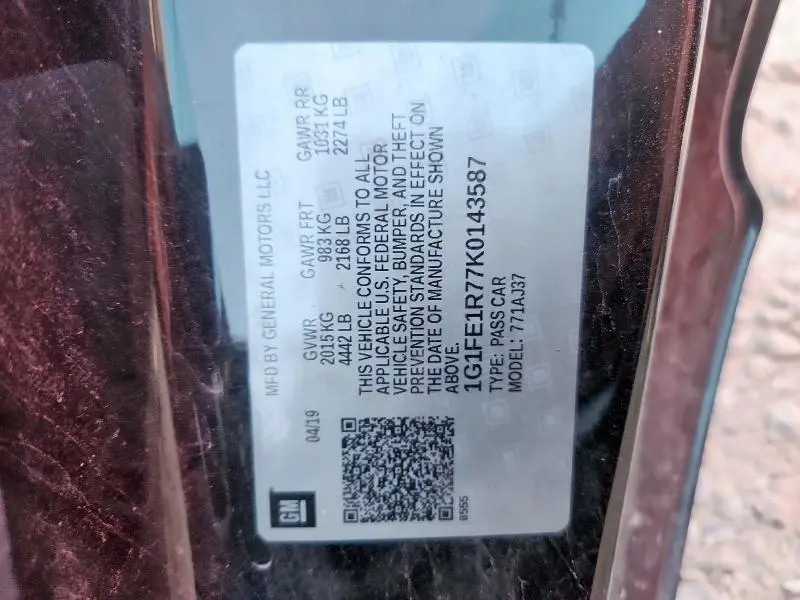 GM
04/19
MFD BY GENERAL MOTORS LLC
GVWR GAWR FRT GAWR RR
2015 KG 983 KG 1031 KG
4442 LB 2168 LB 2274 LB
THIS VEHICLE CONFORMS TO ALL
APPLICABLE U.S. FEDERAL MOTOR
VEHICLE SAFETY, BUMPER, AND THEFT
PREVENTION STANDARDS IN EFFECT ON
THE DATE OF MANUFACTURE SHOWN
ABOVE.
1G1FE1R77K0143587
TYPE: PASS CAR
MODEL: 771AJ37
8555